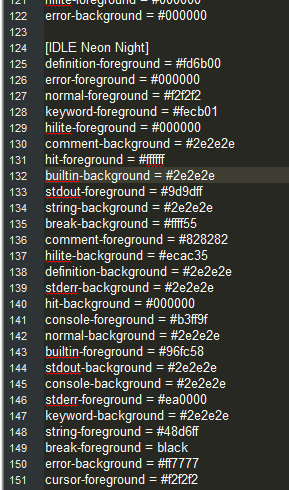 121 hilite-foreground = #000000
122 error-background = #000000
123
124 [IDLE Neon Night]
125 definition-foreground = #fd6b00
126 error-foreground = #000000
127 normal-foreground = #f2f2f2
128 keyword-foreground = #fecb01
129 hilite-foreground = #000000
130 comment-background = #2e2e2e
131 hit-foreground = #ffffff
132 builtin-background = #2e2e2e
133 stdout-foreground = #9d9dff
134 string-background = #2e2e2e
135 break-background = #ffff55
136 comment-foreground = #828282
137 hilite-background = #ecac35
138 definition-background = #2e2e2e
139 stderr-background = #2e2e2e
140 hit-background = #000000
141 console-foreground = #b3ff9f
142 normal-background = #2e2e2e
143 builtin-foreground = #96fc58
144 stdout-background = #2e2e2e
145 console-background = #2e2e2e
146 stderr-foreground = #ea0000
147 keyword-background = #2e2e2e
148 string-foreground = #48d6ff
149 break-foreground = black
150 error-background = #ff7777
151 cursor-foreground = #f2f2f2